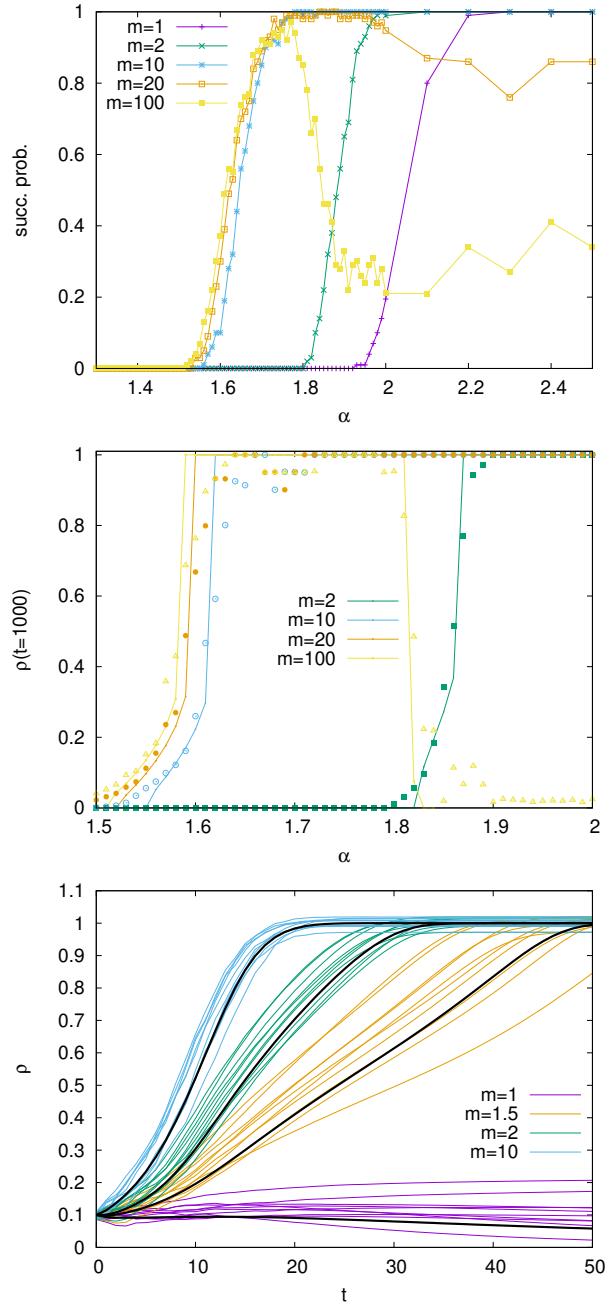 1
0.8
0.6
0.4
0.2
0
succ. prob.
m=1
m=2
m=10
m=20
m=100
1.4 1.6 1.8 2 2.2 2.4
α
1
0.8
0.6
0.4
0.2
0
ρ(t=1000)
m=2
m=10
m=20
m=100
1.5 1.6 1.7 1.8 1.9 2
α
1.1
1
0.9
0.8
0.7
0.6
0.5
0.4
0.3
0.2
0.1
0
ρ
m=1
m=1.5
m=2
m=10
0 10 20 30 40 50
t